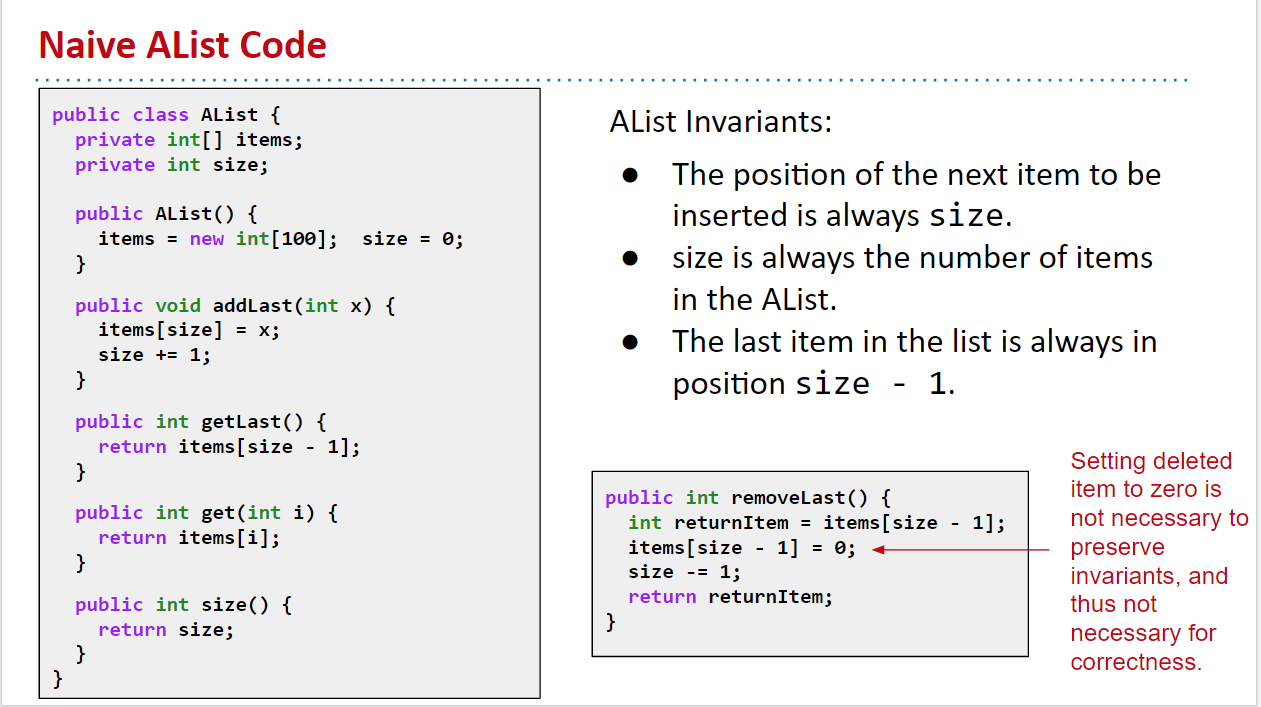 Naive AList Code
public class AList {
private int[] items;
private int size;
public AList() {
items = new int[100];  size = 0;
}
public void addLast(int x) {
items[size] = x;
size += 1;
}
public int getLast() {
return items[size - 1];
}
public int get(int i) {
return items[i];
}
public int size() {
return size;
}
}
AList Invariants:
● The position of the next item to be
inserted is always size.
● size is always the number of items
in the AList.
● The last item in the list is always in
position size - 1.
public int removeLast() {
int returnItem = items[size - 1];
items[size - 1] = 0;
size -= 1;
return returnItem;
}
Setting deleted
item to zero is
not necessary to
preserve
invariants, and
thus not
necessary for
correctness.